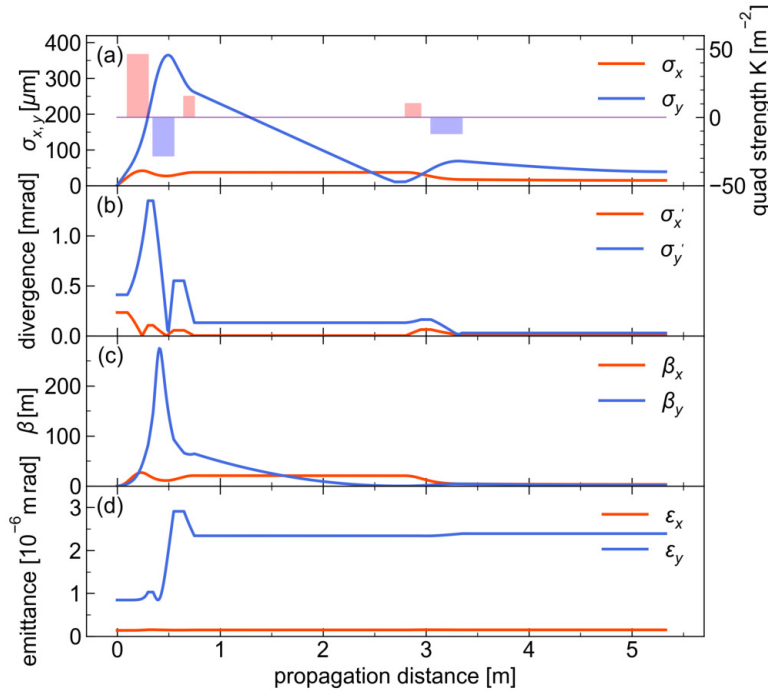 (a)
400
300
200
100
0
σx,y [μm]
σx
σy
50
0
−50
quad strength K [m−2]
(b)
1.0
0.5
0.0
divergence [mrad]
σx′
σy′
(c)
200
100
0
β [m]
βx
βy
(d)
3
2
1
0
emittance [10−6 m rad]
εx
εy
0 1 2 3 4 5
propagation distance [m]